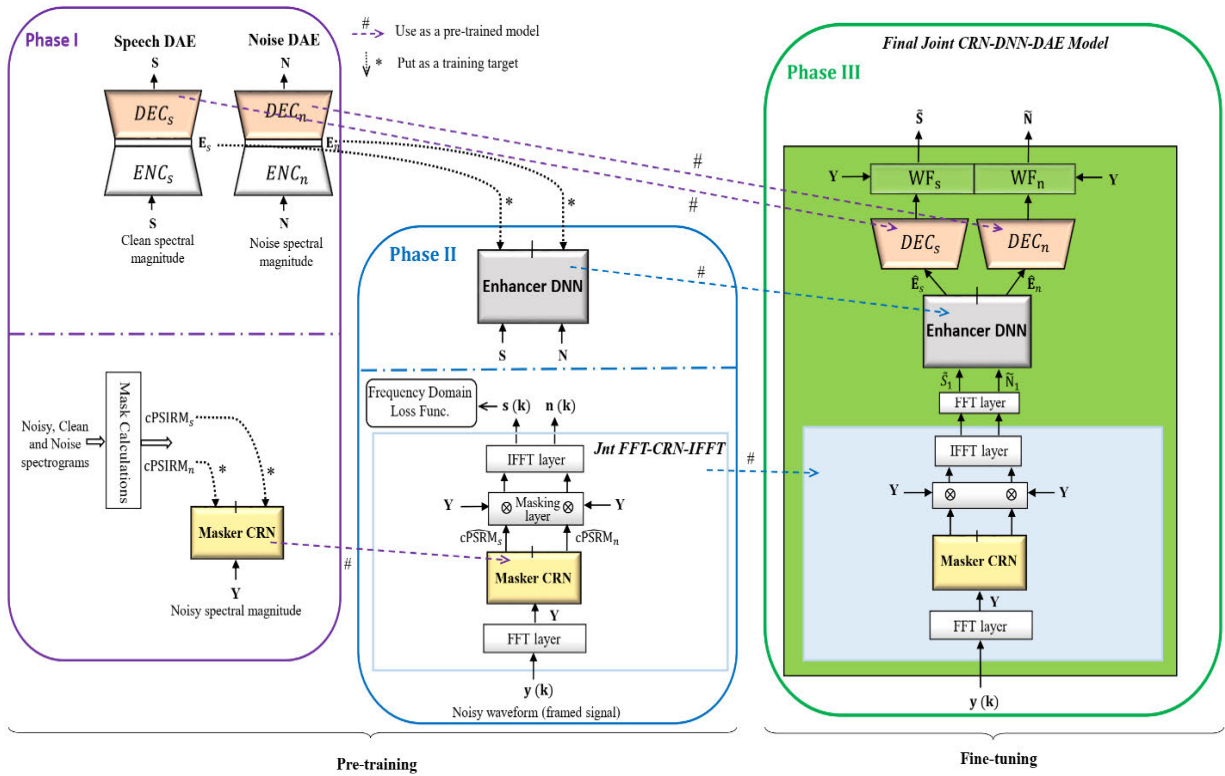 Phase I
Speech DAE
Noise DAE
S
N
DEC_s
DEC_n
E_s
E_n
ENC_s
ENC_n
S
N
Clean spectral
magnitude
Noise spectral
magnitude
#
Use as a pre-trained model
* Put as a training target
Noisy, Clean
and Noise
spectrograms
Mask Calculations
cPSIRM_s
cPSIRM_n
*
*
Masker CRN
Y
Noisy spectral magnitude
#
Phase II
*
*
Enhancer DNN
S
N
Frequency Domain
Loss Func.
s (k)
n (k)
Jnt FFT-CRN-IFFT
IFFT layer
Y
Masking
layer
⊗
⊗
Y
cP͡SRM_s
cP͡SRM_n
Masker CRN
Y
FFT layer
y (k)
Noisy waveform (framed signal)
#
#
#
#
Final Joint CRN-DNN-DAE Model
Phase III
S̃
Ñ
Y
WF_s
WF_n
Y
DEC_s
DEC_n
Ê_s
Ê_n
Enhancer DNN
S̃_1
Ñ_1
FFT layer
IFFT layer
Y
⊗
⊗
Y
Masker CRN
Y
FFT layer
y (k)
Pre-training
Fine-tuning